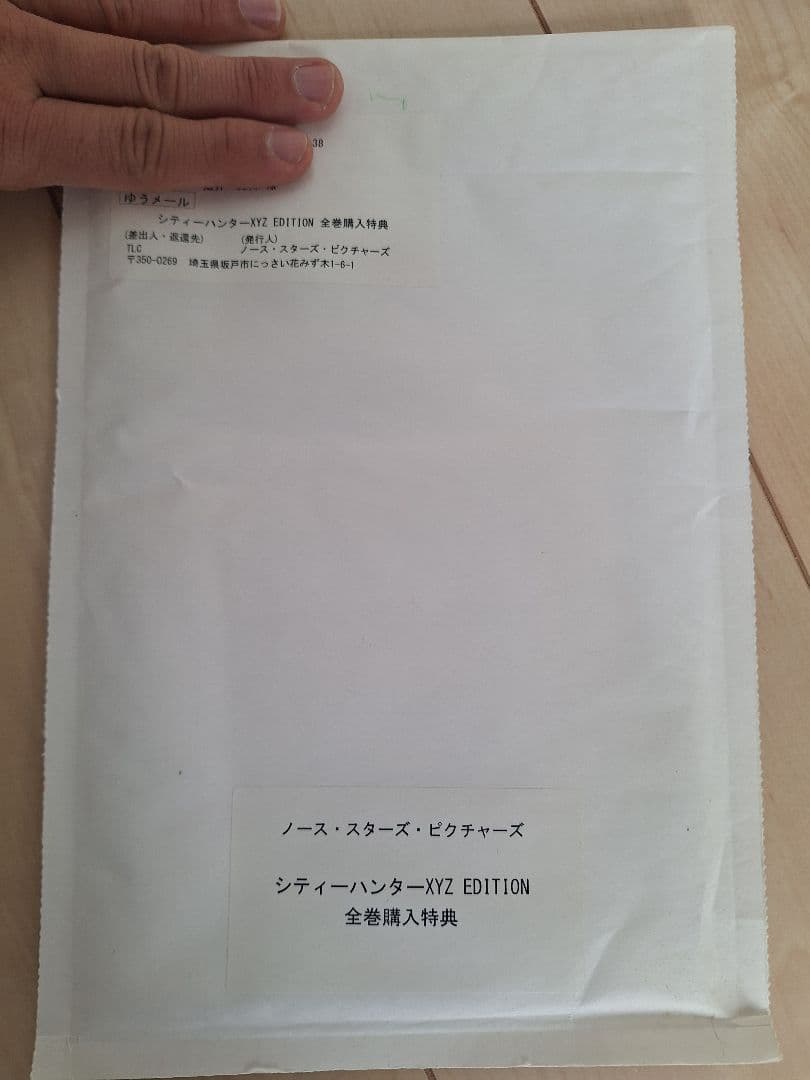 38
ゆうメール
シティーハンターXYZ EDITION 全巻購入特典
(差出人・返還先) (発行人)
TLC ノース・スターズ・ピクチャーズ
〒350-0269 埼玉県坂戸市にっさい花みず木1-6-1
ノース・スターズ・ピクチャーズ
シティーハンターXYZ EDITION
全巻購入特典